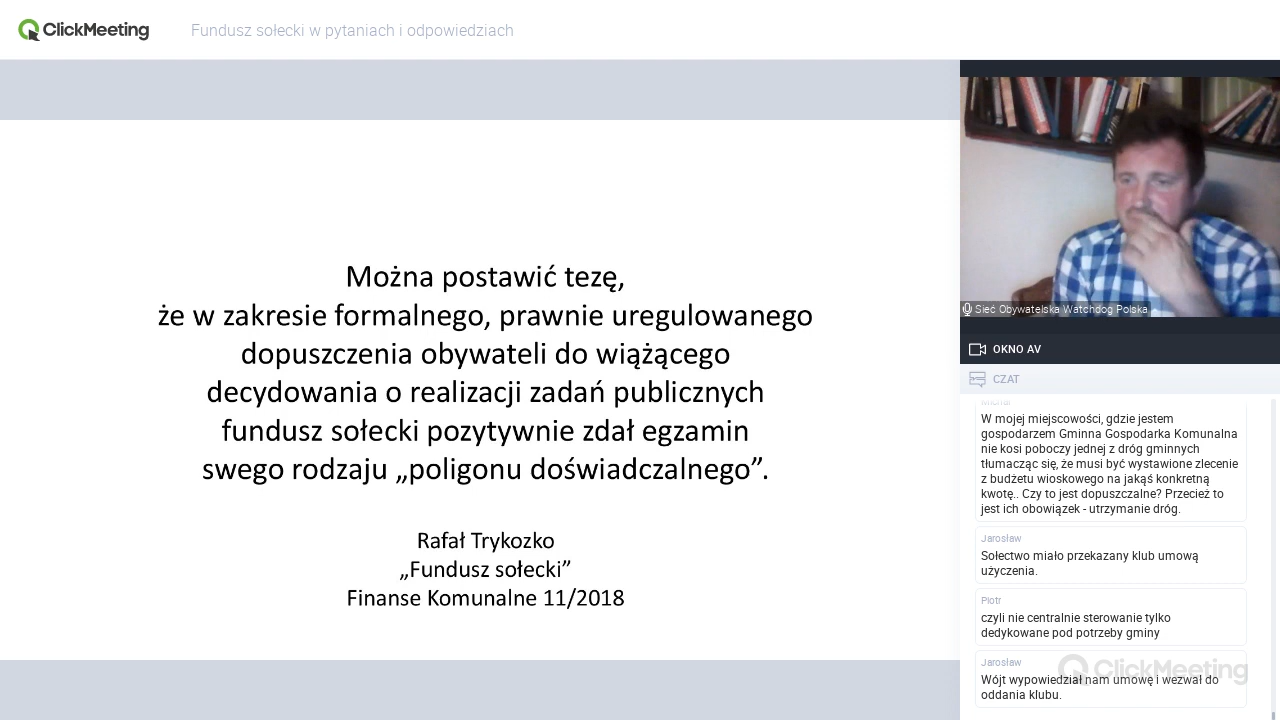 ClickMeeting
Fundusz sołecki w pytaniach i odpowiedziach
Można postawić tezę,
że w zakresie formalnego, prawnie uregulowanego
dopuszczenia obywateli do wiążącego
decydowania o realizacji zadań publicznych
fundusz sołecki pozytywnie zdał egzamin
swego rodzaju „poligonu doświadczalnego”.
Rafał Trykozko
„Fundusz sołecki”
Finanse Komunalne 11/2018
Sieć Obywatelska Watchdog Polska
OKNO AV
CZAT
Michał
W mojej miejscowości, gdzie jestem
gospodarzem Gminna Gospodarka Komunalna
nie kosi poboczy jednej z dróg gminnych
tłumacząc się, że musi być wystawione zlecenie
z budżetu wioskowego na jakąś konkretną
kwotę.. Czy to jest dopuszczalne? Przecież to
jest ich obowiązek - utrzymanie dróg.
Jarosław
Sołectwo miało przekazany klub umową
użyczenia.
Piotr
czyli nie centralnie sterowanie tylko
dedykowane pod potrzeby gminy
Jarosław
Wójt wypowiedział nam umowę i wezwał do
oddania klubu.
ClickMeeting